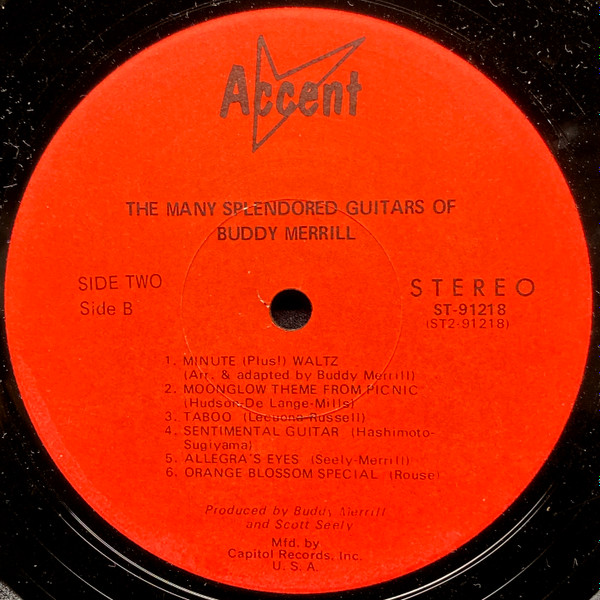 Accent
THE MANY SPLENDORED GUITARS OF
BUDDY MERRILL
SIDE TWO
Side B
STEREO
ST-91218
(ST2-91218)
1. MINUTE (Plus!) WALTZ
(Arr. & adapted by Buddy Merrill)
2. MOONGLOW THEME FROM PICNIC
(Hudson-De Lange-Mills)
3. TABOO (Lecuona-Russell)
4. SENTIMENTAL GUITAR (Hashimoto-
Sugiyama)
5. ALLEGRA'S EYES (Seely-Merrill)
6. ORANGE BLOSSOM SPECIAL (Rouse)
Produced by Buddy Merrill
and Scott Seely
Mfd. by
Capitol Records, Inc.
U. S. A.